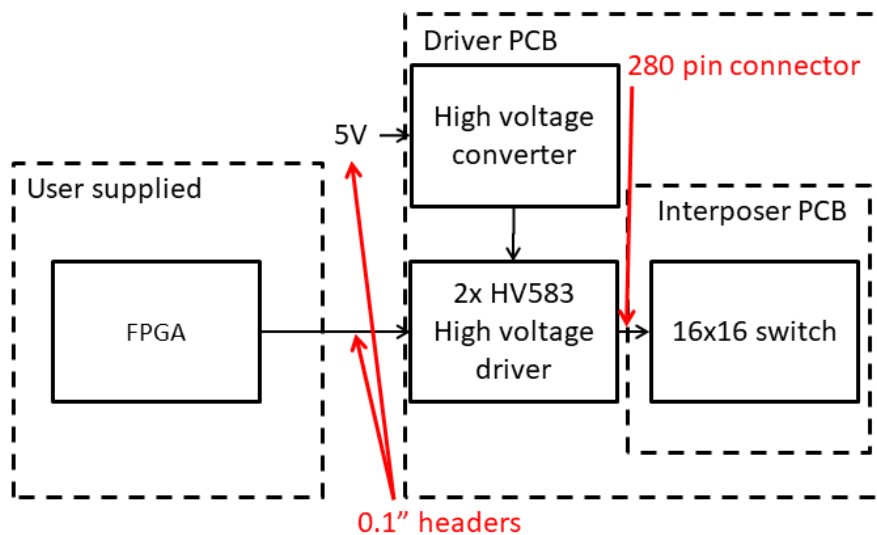 Driver PCB
280 pin connector
High voltage
converter
5V
User supplied
Interposer PCB
FPGA
2x HV583
High voltage
driver
16x16 switch
0.1” headers